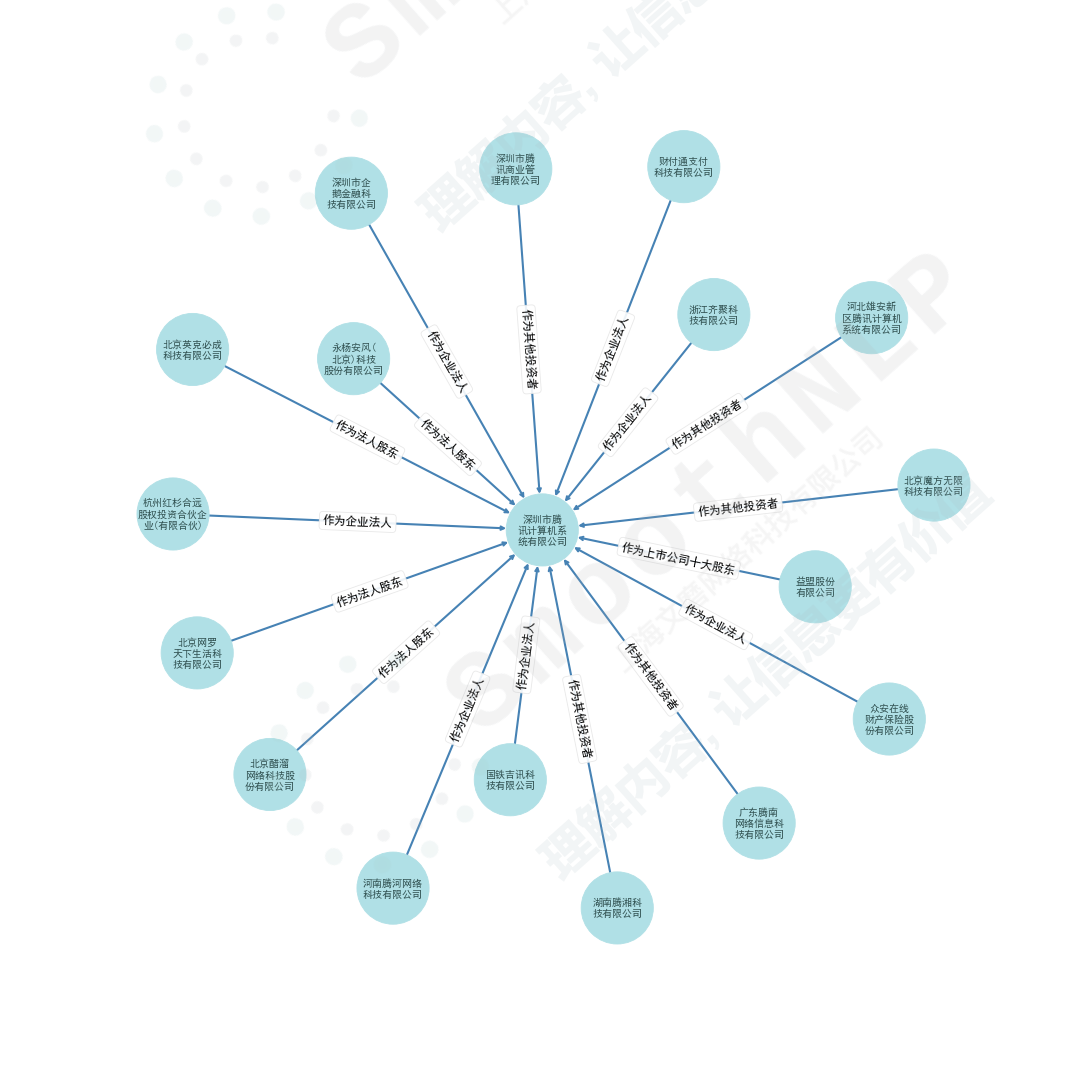 深圳市腾
讯商业管
理有限公司
财付通支付
科技有限公司
深圳市企
鹅金融科
技有限公司
浙江齐聚科
技有限公司
河北雄安新
区腾讯计算机
系统有限公司
北京英克必成
科技有限公司
永杨安风(
北京)科技
股份有限公司
作为企业法人
作为其他投资者
作为企业法人
作为企业法人
作为其他投资者
作为法人股东
作为法人股东
北京魔方无限
科技有限公司
作为其他投资者
杭州红杉合远
股权投资合伙企
业(有限合伙)
作为企业法人
深圳市腾
讯计算机系
统有限公司
作为上市公司十大股东
益盟股份
有限公司
作为法人股东
作为企业法人
北京网罗
天下生活科
技有限公司
作为法人股东
作为企业法人
作为企业法人
作为其他投资者
作为其他投资者
众安在线
财产保险股
份有限公司
北京醋溜
网络科技股
份有限公司
国铁吉讯科
技有限公司
广东腾南
网络信息科
技有限公司
河南腾河网络
科技有限公司
湖南腾湘科
技有限公司
SmoothNLP
理解内容，让信息更有价值
理解内容，让信息